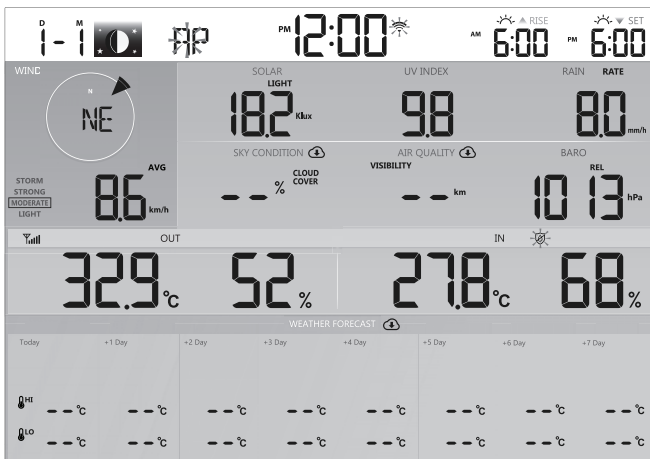 D M
1-1 AP PM 12:00 AM RISE 6:00 PM SET 6:00
WIND SOLAR UV INDEX RAIN RATE
N LIGHT
NE 18.2 Klux 9.8 8.0 mm/h
SKY CONDITION AIR QUALITY BARO
AVG CLOUD COVER VISIBILITY REL
STORM
STRONG
MODERATE
LIGHT
8.6 km/h -- % -- km 1013 hPa
OUT IN
32.9 °C 52 % 27.8 °C 68 %
WEATHER FORECAST
Today +1 Day +2 Day +3 Day +4 Day +5 Day +6 Day +7 Day
HI -- °C -- °C -- °C -- °C -- °C -- °C -- °C -- °C
LO -- °C -- °C -- °C -- °C -- °C -- °C -- °C -- °C